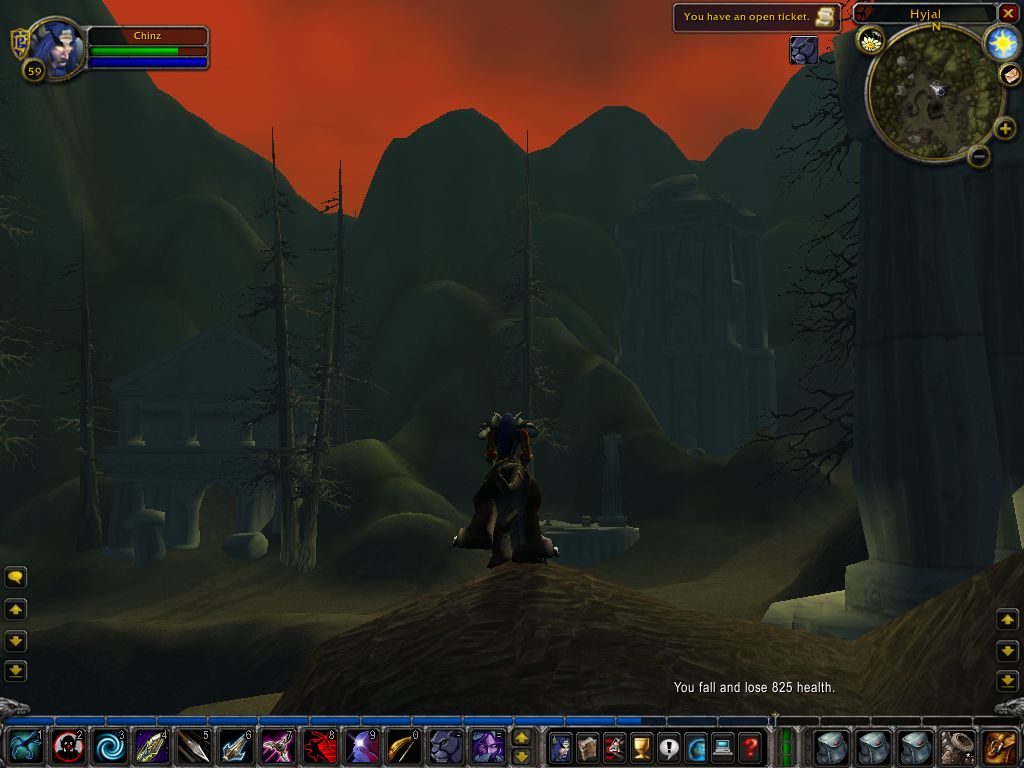 Chinz
59
You have an open ticket.
Hyjal
N
You fall and lose 825 health.
1 2 3 4 5 6 7 8 9 0 - =